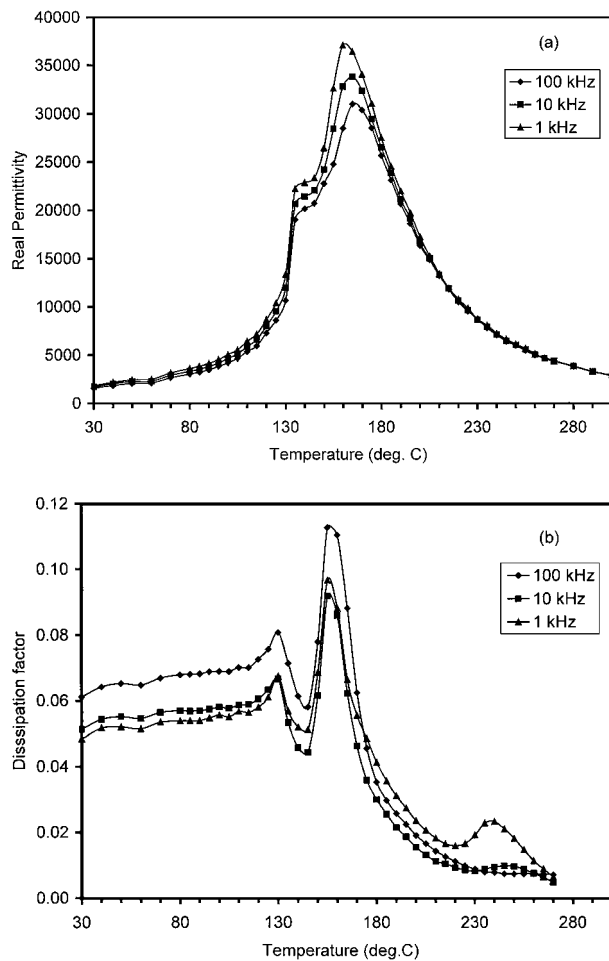 40000
35000
30000
25000
20000
15000
10000
5000
0
Real Permittivity
(a)
100 kHz
10 kHz
1 kHz
30 80 130 180 230 280
Temperature (deg. C)
0.12
0.10
0.08
0.06
0.04
0.02
0.00
Disssipation factor
(b)
100 kHz
10 kHz
1 kHz
30 80 130 180 230 280
Temperature (deg.C)